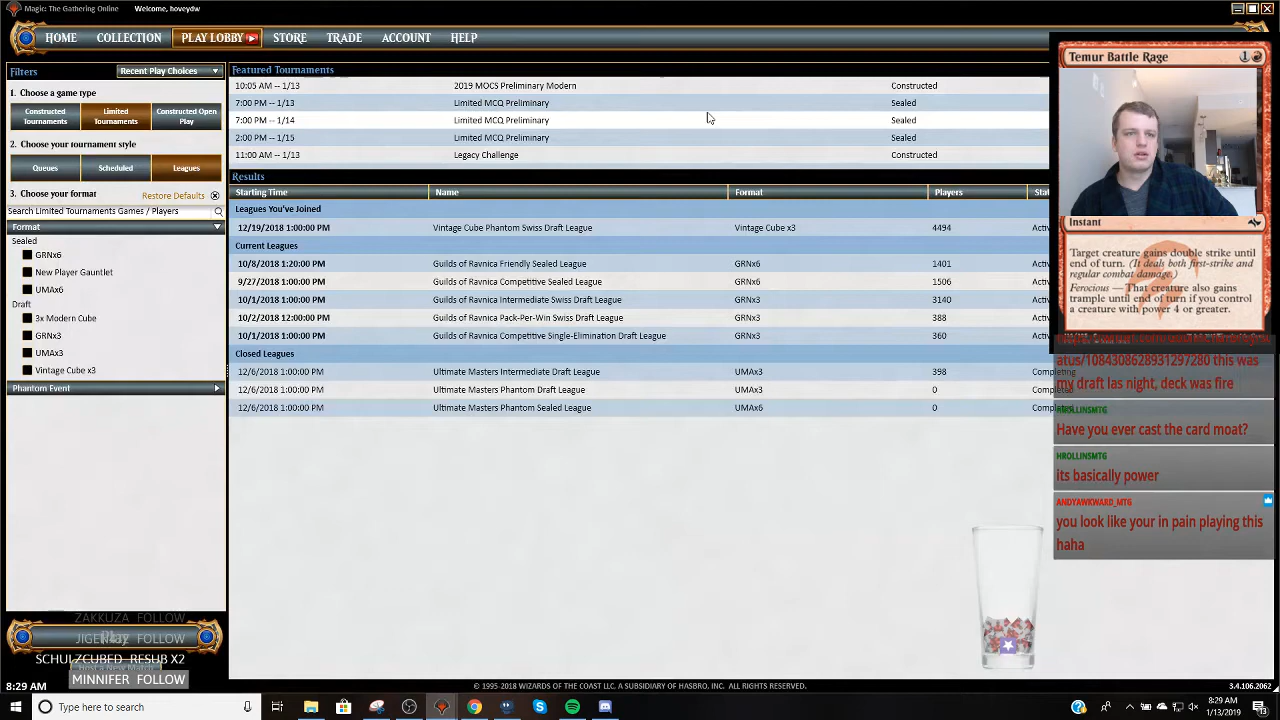 Magic: The Gathering Online Welcome, hoveydw
HOME COLLECTION PLAY LOBBY STORE TRADE ACCOUNT HELP
Filters Recent Play Choices
1. Choose a game type
Constructed Tournaments Limited Tournaments Constructed Open Play
2. Choose your tournament style
Queues Scheduled Leagues
3. Choose your format Restore Defaults
Search Limited Tournaments Games / Players
Format
Sealed
GRNx6
New Player Gauntlet
UMAx6
Draft
3x Modern Cube
GRNx3
UMAx3
Vintage Cube x3
Phantom Event
Featured Tournaments
10:05 AM -- 1/13 2019 MOCS Preliminary Modern Constructed
7:00 PM -- 1/13 Limited MCQ Preliminary Sealed
7:00 PM -- 1/14 Limited MCQ Preliminary Sealed
2:00 PM -- 1/15 Limited MCQ Preliminary Sealed
11:00 AM -- 1/13 Legacy Challenge Constructed
Results
Starting Time Name Format Players
Leagues You've Joined
12/19/2018 1:00:00 PM Vintage Cube Phantom Swiss Draft League Vintage Cube x3 4494 Activ
Current Leagues
10/8/2018 1:20:00 PM Guilds of Ravnica Friendly Sealed League GRNx6 1401 Activ
9/27/2018 1:00:00 PM Guilds of Ravnica Competitive Sealed League GRNx6 1506 Activ
10/1/2018 1:00:00 PM Guilds of Ravnica Intermediate Swiss Draft League GRNx3 3140 Activ
10/2/2018 12:00:00 PM Guilds of Ravnica Pack-Per-Win Swiss Draft League GRNx3 388 Activ
10/1/2018 1:00:00 PM Guilds of Ravnica Competitive Single-Elimination Draft League GRNx3 360 Activ
Closed Leagues
12/6/2018 1:00:00 PM Ultimate Masters Intermediate Draft League UMAx3 398 Completing
12/6/2018 1:00:00 PM Ultimate Masters Phantom Draft League UMAx3 0
12/6/2018 1:00:00 PM Ultimate Masters Phantom Sealed League UMAx6 0
Temur Battle Rage 1
Instant
Target creature gains double strike until
end of turn. (It deals both first-strike and
regular combat damage.)
Ferocious — That creature also gains
trample until end of turn if you control
a creature with power 4 or greater.
atus/1084308628931297280 this was
my draft las night, deck was fire
HROLLINSMTG
Have you ever cast the card moat?
HROLLINSMTG
its basically power
ANDYAWKWARD_MTG
you look like your in pain playing this
haha
ZAKKUZA FOLLOW
FOLLOW
SCHULZCUBED RESUB X2
MINNIFER FOLLOW
8:29 AM © 1995-2018 WIZARDS OF THE COAST LLC, A SUBSIDIARY OF HASBRO, INC. ALL RIGHTS RESERVED. 3.4.106.2062
Type here to search
8:29 AM
1/13/2019